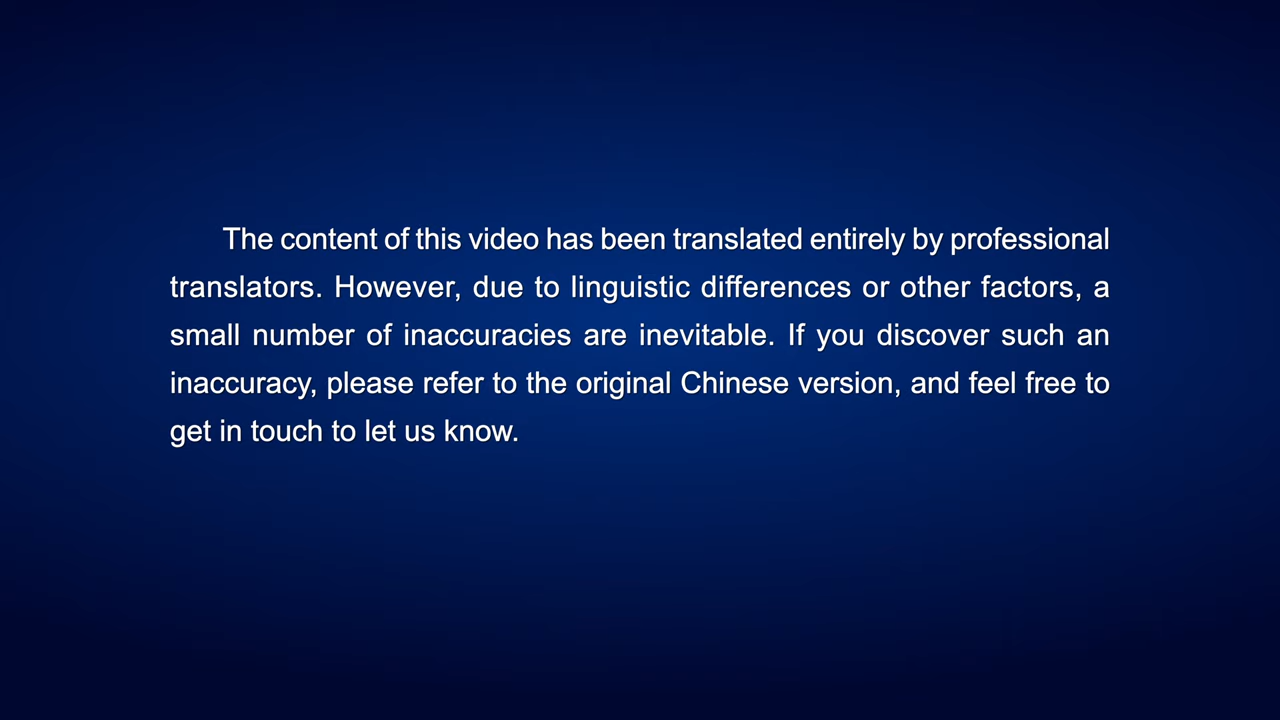 The content of this video has been translated entirely by professional
translators. However, due to linguistic differences or other factors, a
small number of inaccuracies are inevitable. If you discover such an
inaccuracy, please refer to the original Chinese version, and feel free to
get in touch to let us know.